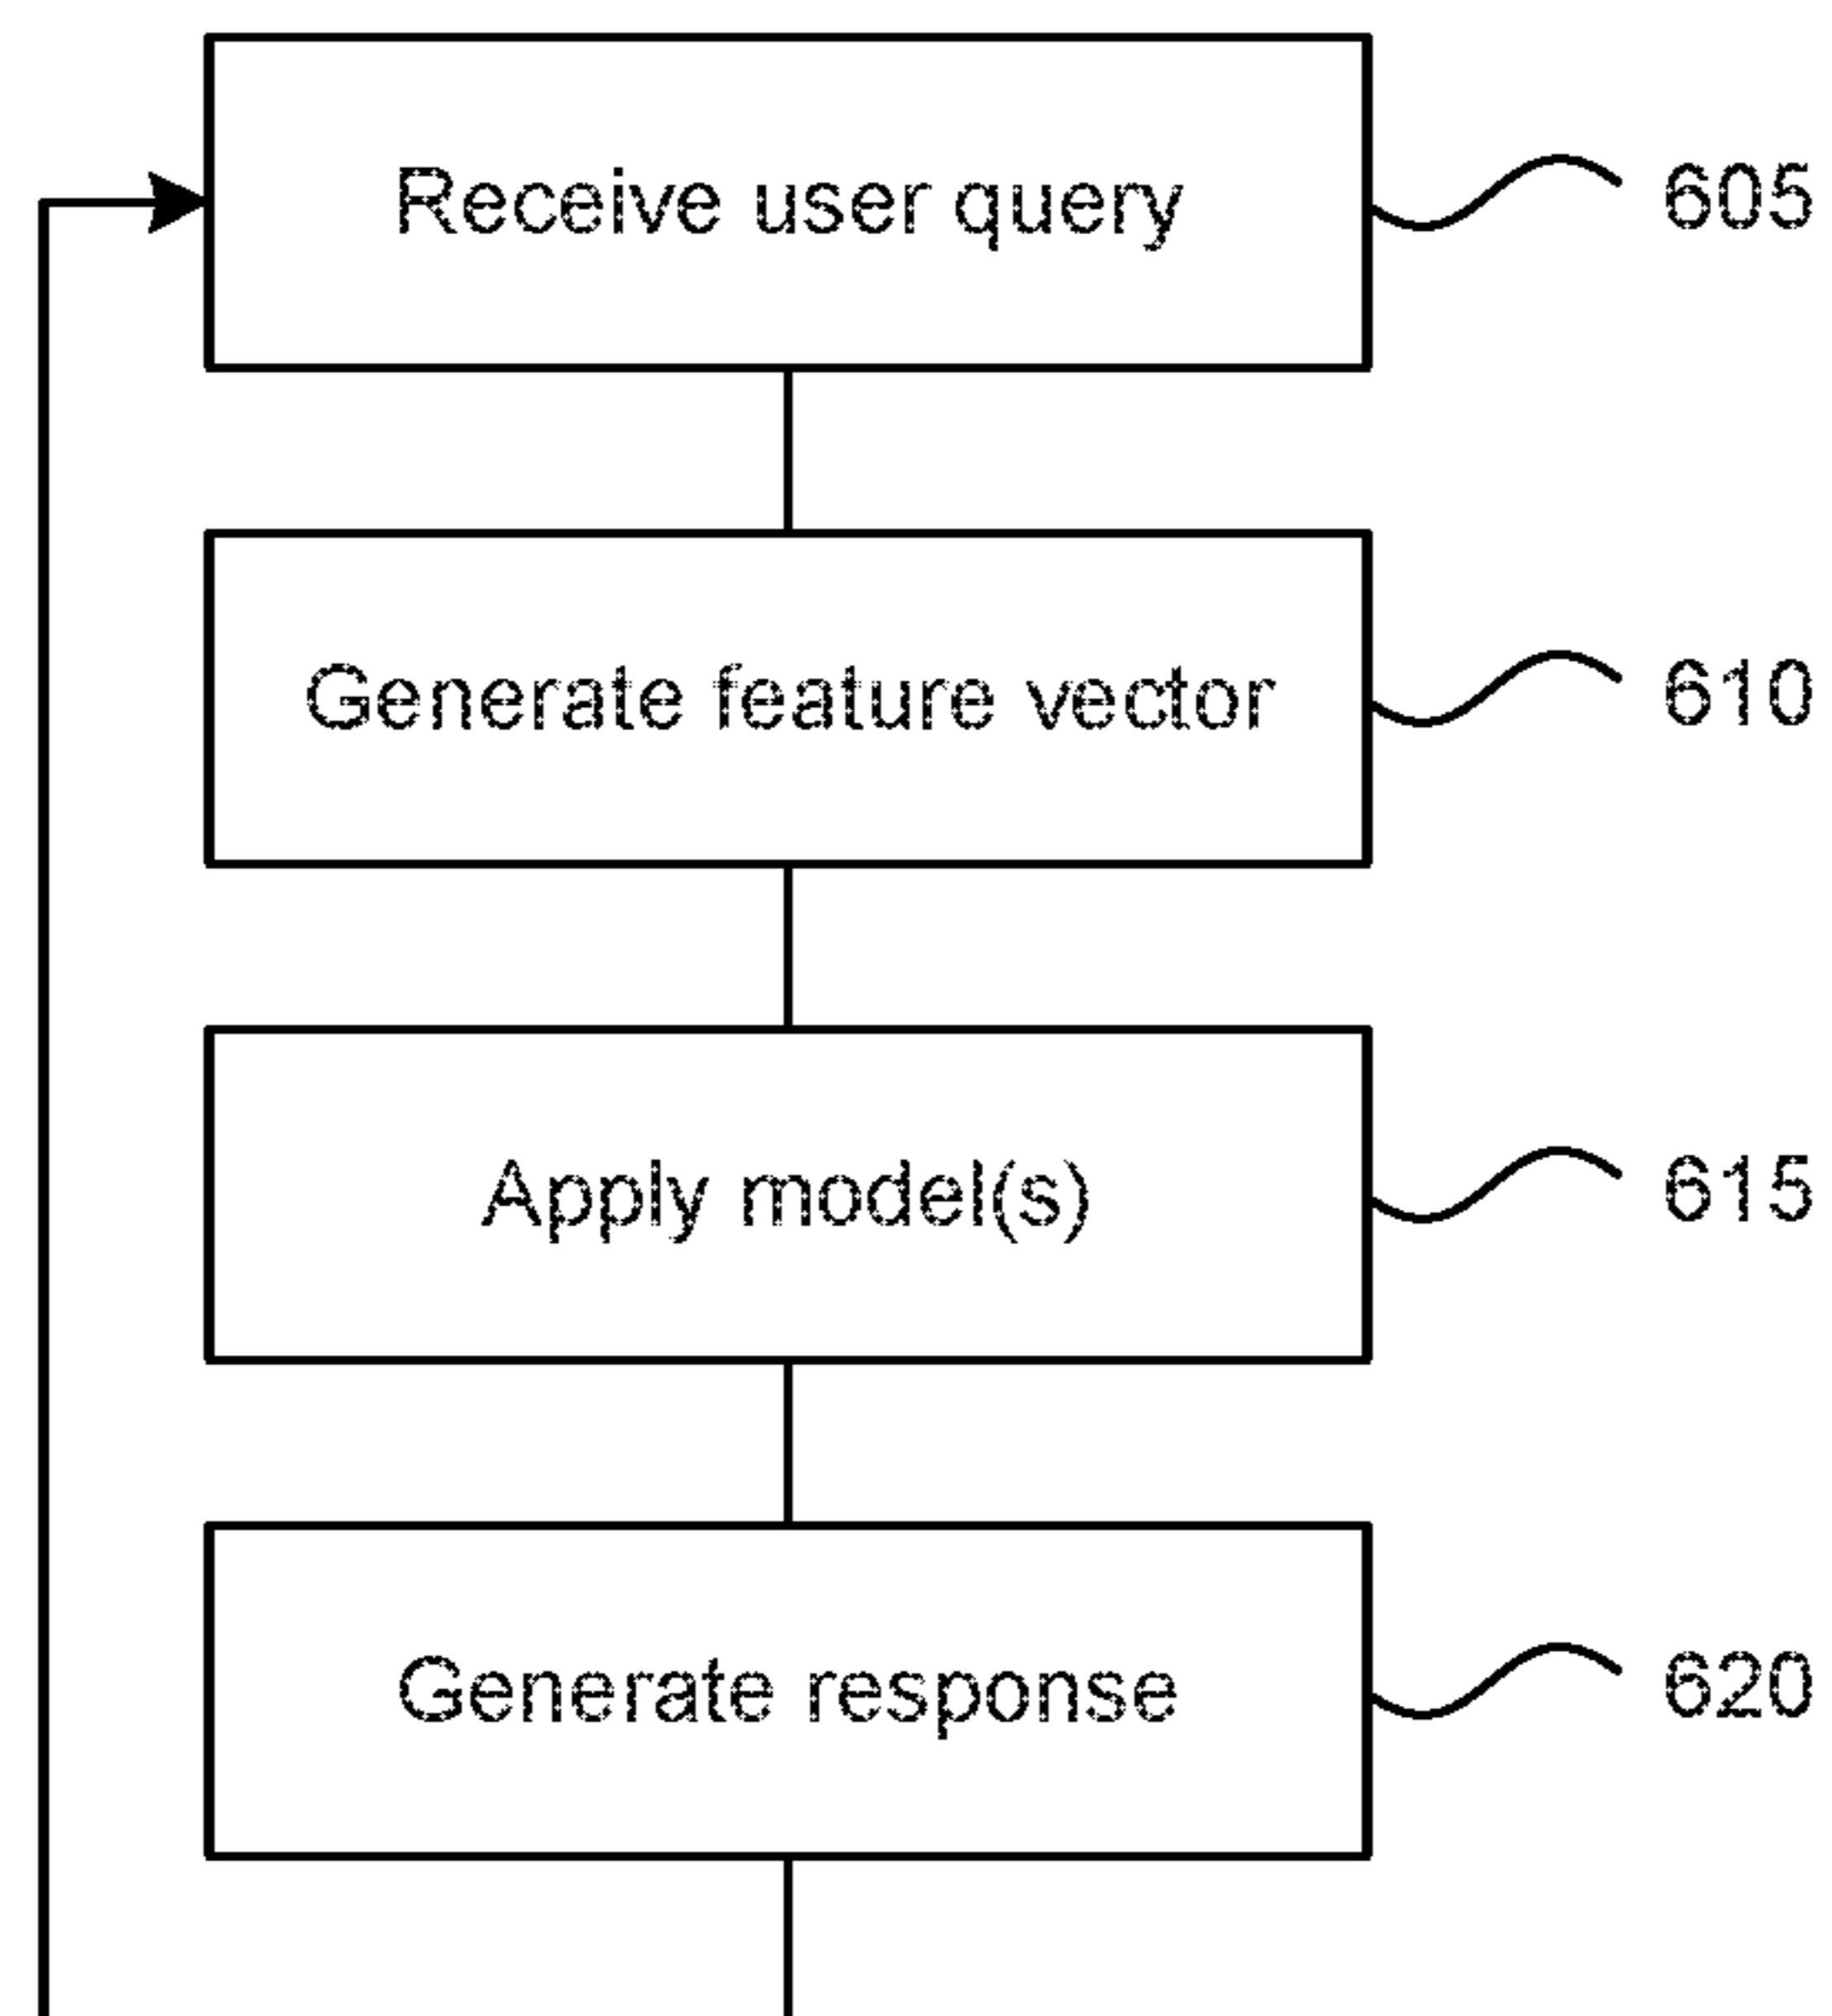 Receive user query
605
Generate feature vector
610
Apply model(s)
615
Generate response
620